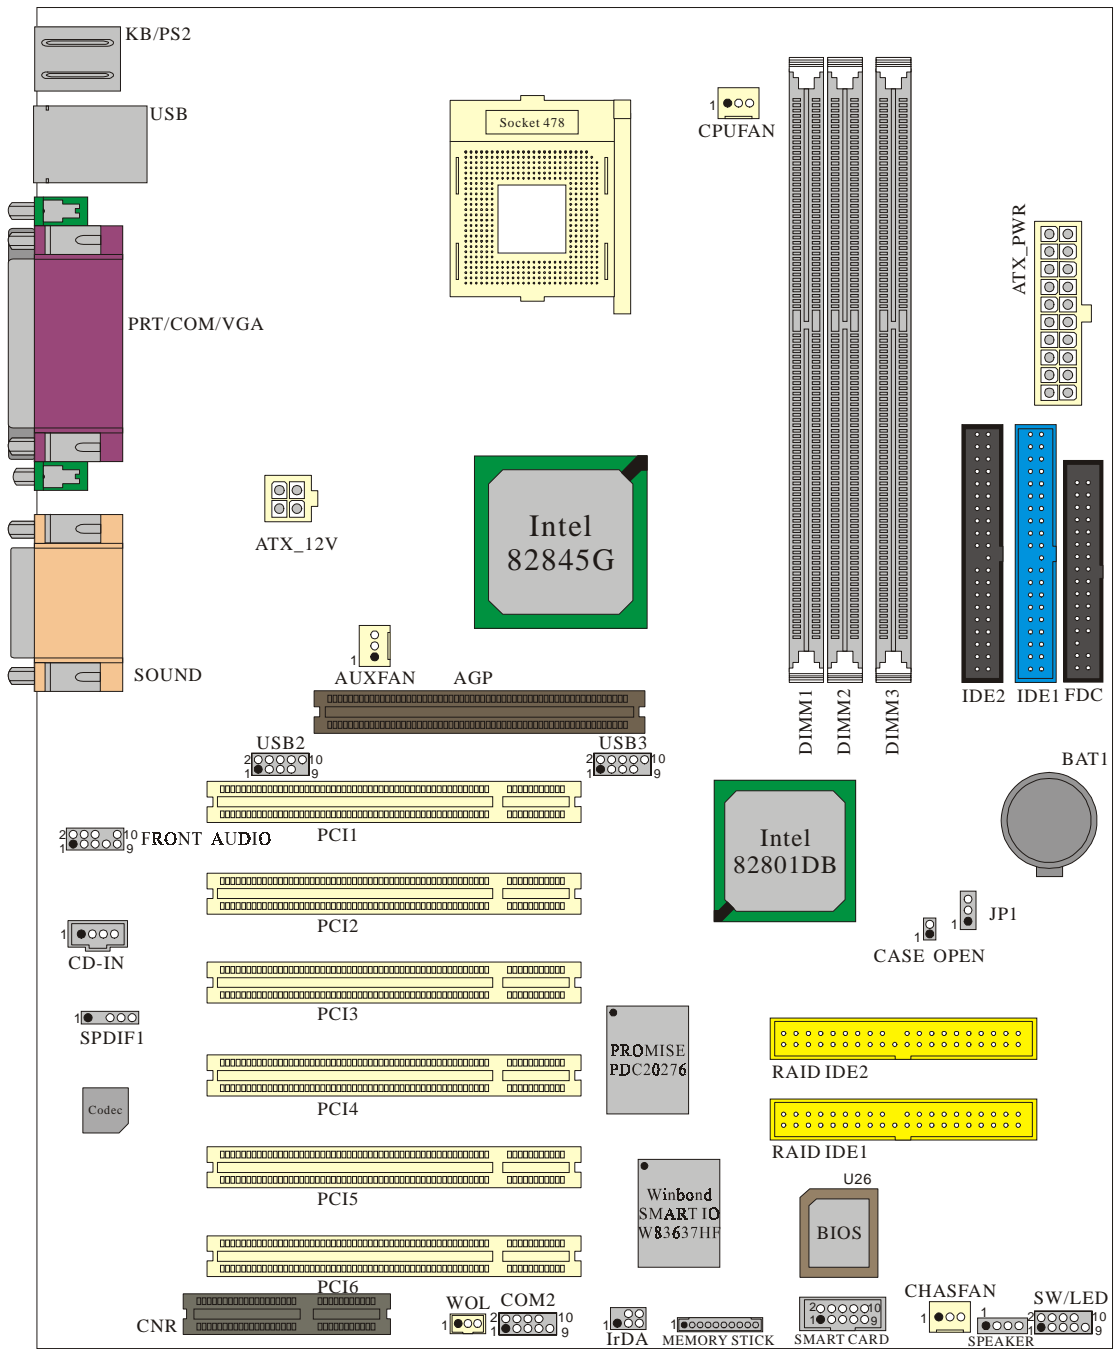 KB/PS2
USB
Socket 478
1
CPUFAN
ATX_PWR
PRT/COM/VGA
ATX_12V
Intel
82845G
SOUND
1
AUXFAN
AGP
DIMM1
DIMM2
DIMM3
IDE2
IDE1
FDC
USB2
2 10
1 9
USB3
2 10
1 9
BAT1
PCI1
2 10
1 9
FRONT AUDIO
Intel
82801DB
PCI2
1
CD-IN
1
JP1
1
CASE OPEN
PCI3
1
SPDIF1
PROMISE
PDC20276
RAID IDE2
Codec
PCI4
RAID IDE1
PCI5
Winbond
SMART IO
W83637HF
U26
BIOS
PCI6
CNR
WOL
1
COM2
2 10
1 9
1
IrDA
1
MEMORY STICK
2 10
1 9
SMART CARD
CHASFAN
1
1
SPEAKER
SW/LED
2 10
1 9